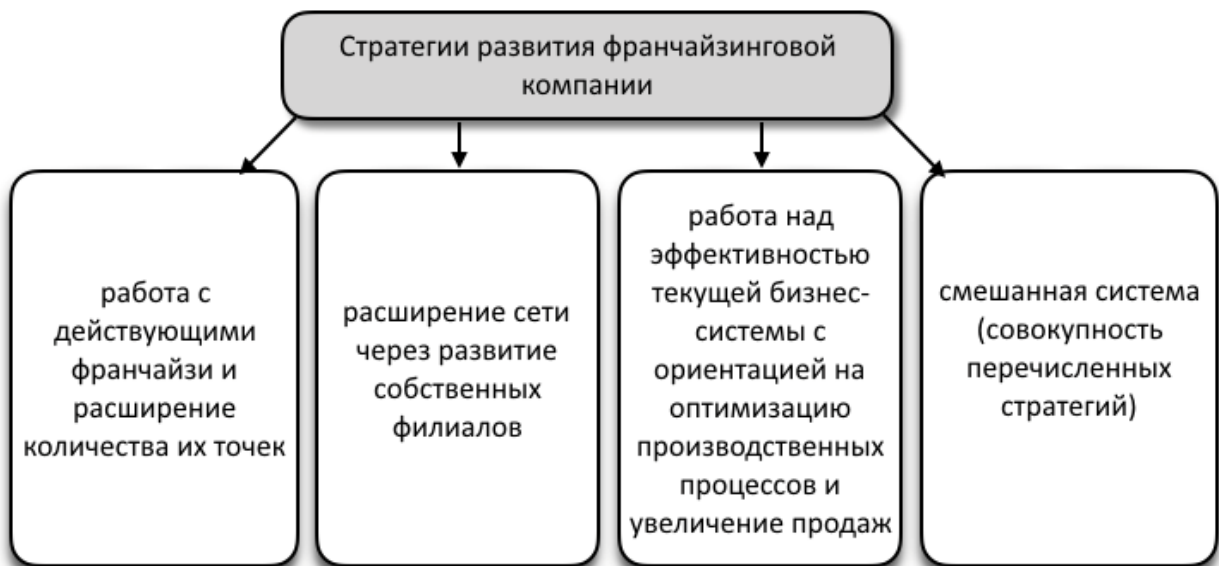 Стратегии развития франчайзинговой
компании
работа с
действующими
франчайзи и
расширение
количества их точек
расширение сети
через развитие
собственных
филиалов
работа над
эффективностью
текущей бизнес-
системы с
ориентацией на
оптимизацию
производственных
процессов и
увеличение продаж
смешанная система
(совокупность
перечисленных
стратегий)